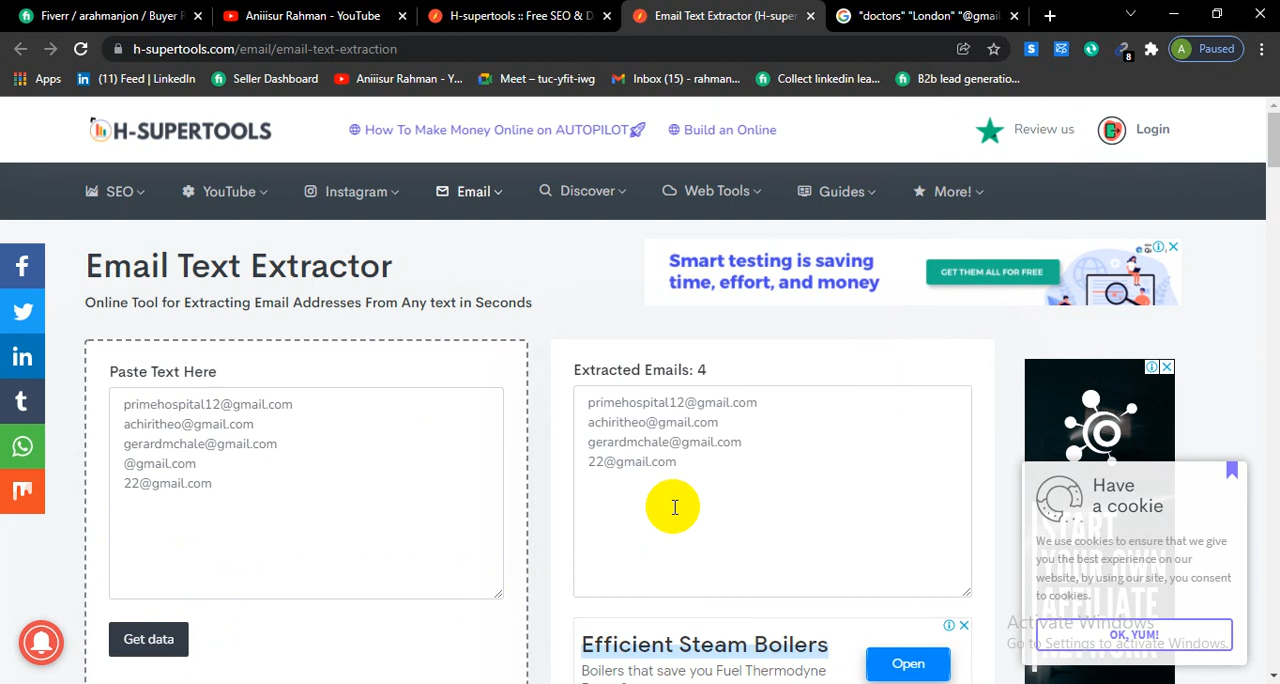 Fiverr / arahmanjon / Buyer R
Aniiisur Rahman - YouTube
H-supertools :: Free SEO & D
Email Text Extractor (H-super
"doctors" "London" "@gmail
h-supertools.com/email/email-text-extraction
8
A Paused
Apps
(11) Feed | LinkedIn
Seller Dashboard
Aniiisur Rahman - Y...
Meet – tuc-yfit-iwg
Inbox (15) - rahman...
Collect linkedin lea...
B2b lead generatio...
H-SUPERTOOLS
How To Make Money Online on AUTOPILOT
Build an Online
Review us
Login
SEO
YouTube
Instagram
Email
Discover
Web Tools
Guides
More!
Email Text Extractor
Online Tool for Extracting Email Addresses From Any text in Seconds
Smart testing is saving
time, effort, and money
GET THEM ALL FOR FREE
Paste Text Here
primehospital12@gmail.com
achiritheo@gmail.com
gerardmchale@gmail.com
@gmail.com
22@gmail.com
Get data
Extracted Emails: 4
primehospital12@gmail.com
achiritheo@gmail.com
gerardmchale@gmail.com
22@gmail.com
Efficient Steam Boilers
Boilers that save you Fuel Thermodyne
Open
Have
a cookie
We use cookies to ensure that we give
you the best experience on our
website, by using our site, you consent
to cookies.
OK, YUM!
START
YOUR OWN
AFFILIATE
NETWORK
Activate Windows
Go to Settings to activate Windows.